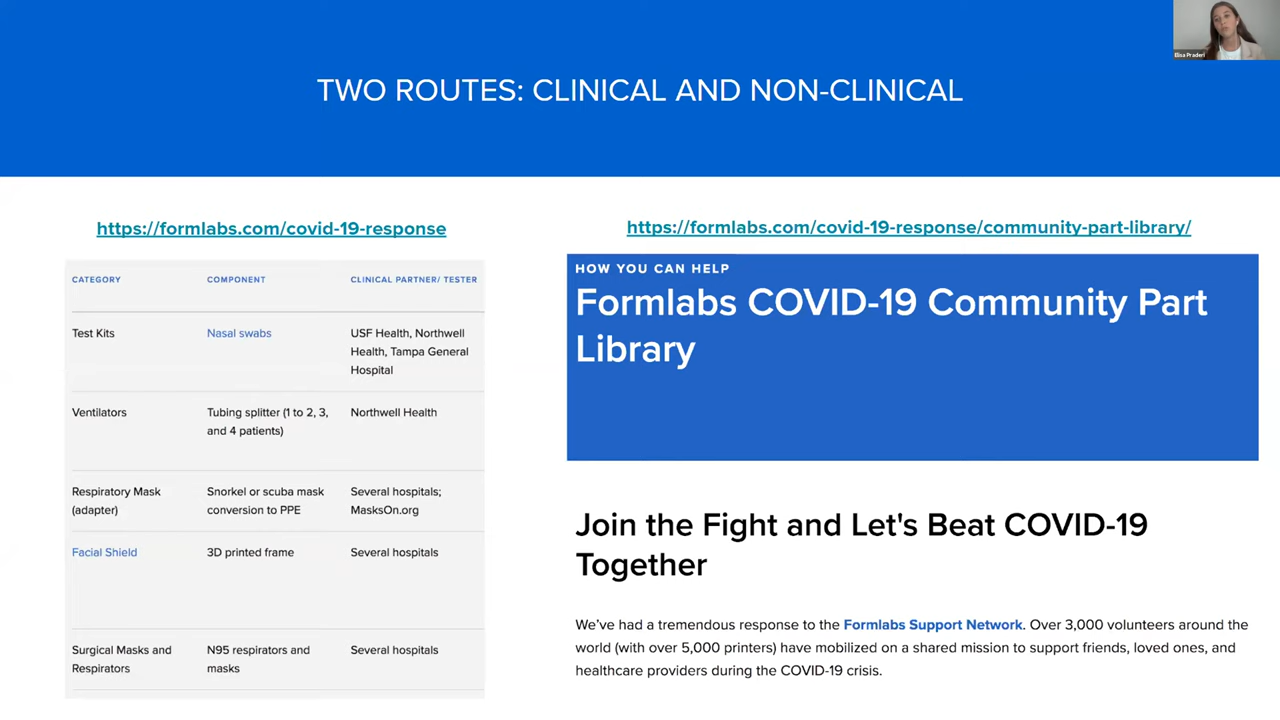 Elisa Praderi
TWO ROUTES: CLINICAL AND NON-CLINICAL
https://formlabs.com/covid-19-response
CATEGORY COMPONENT CLINICAL PARTNER/ TESTER
Test Kits Nasal swabs USF Health, Northwell
Health, Tampa General
Hospital
Ventilators Tubing splitter (1 to 2, 3, Northwell Health
and 4 patients)
Respiratory Mask Snorkel or scuba mask Several hospitals;
(adapter) conversion to PPE MasksOn.org
Facial Shield 3D printed frame Several hospitals
Surgical Masks and N95 respirators and Several hospitals
Respirators masks
https://formlabs.com/covid-19-response/community-part-library/
HOW YOU CAN HELP
Formlabs COVID-19 Community Part
Library
Join the Fight and Let's Beat COVID-19
Together
We've had a tremendous response to the Formlabs Support Network. Over 3,000 volunteers around the
world (with over 5,000 printers) have mobilized on a shared mission to support friends, loved ones, and
healthcare providers during the COVID-19 crisis.